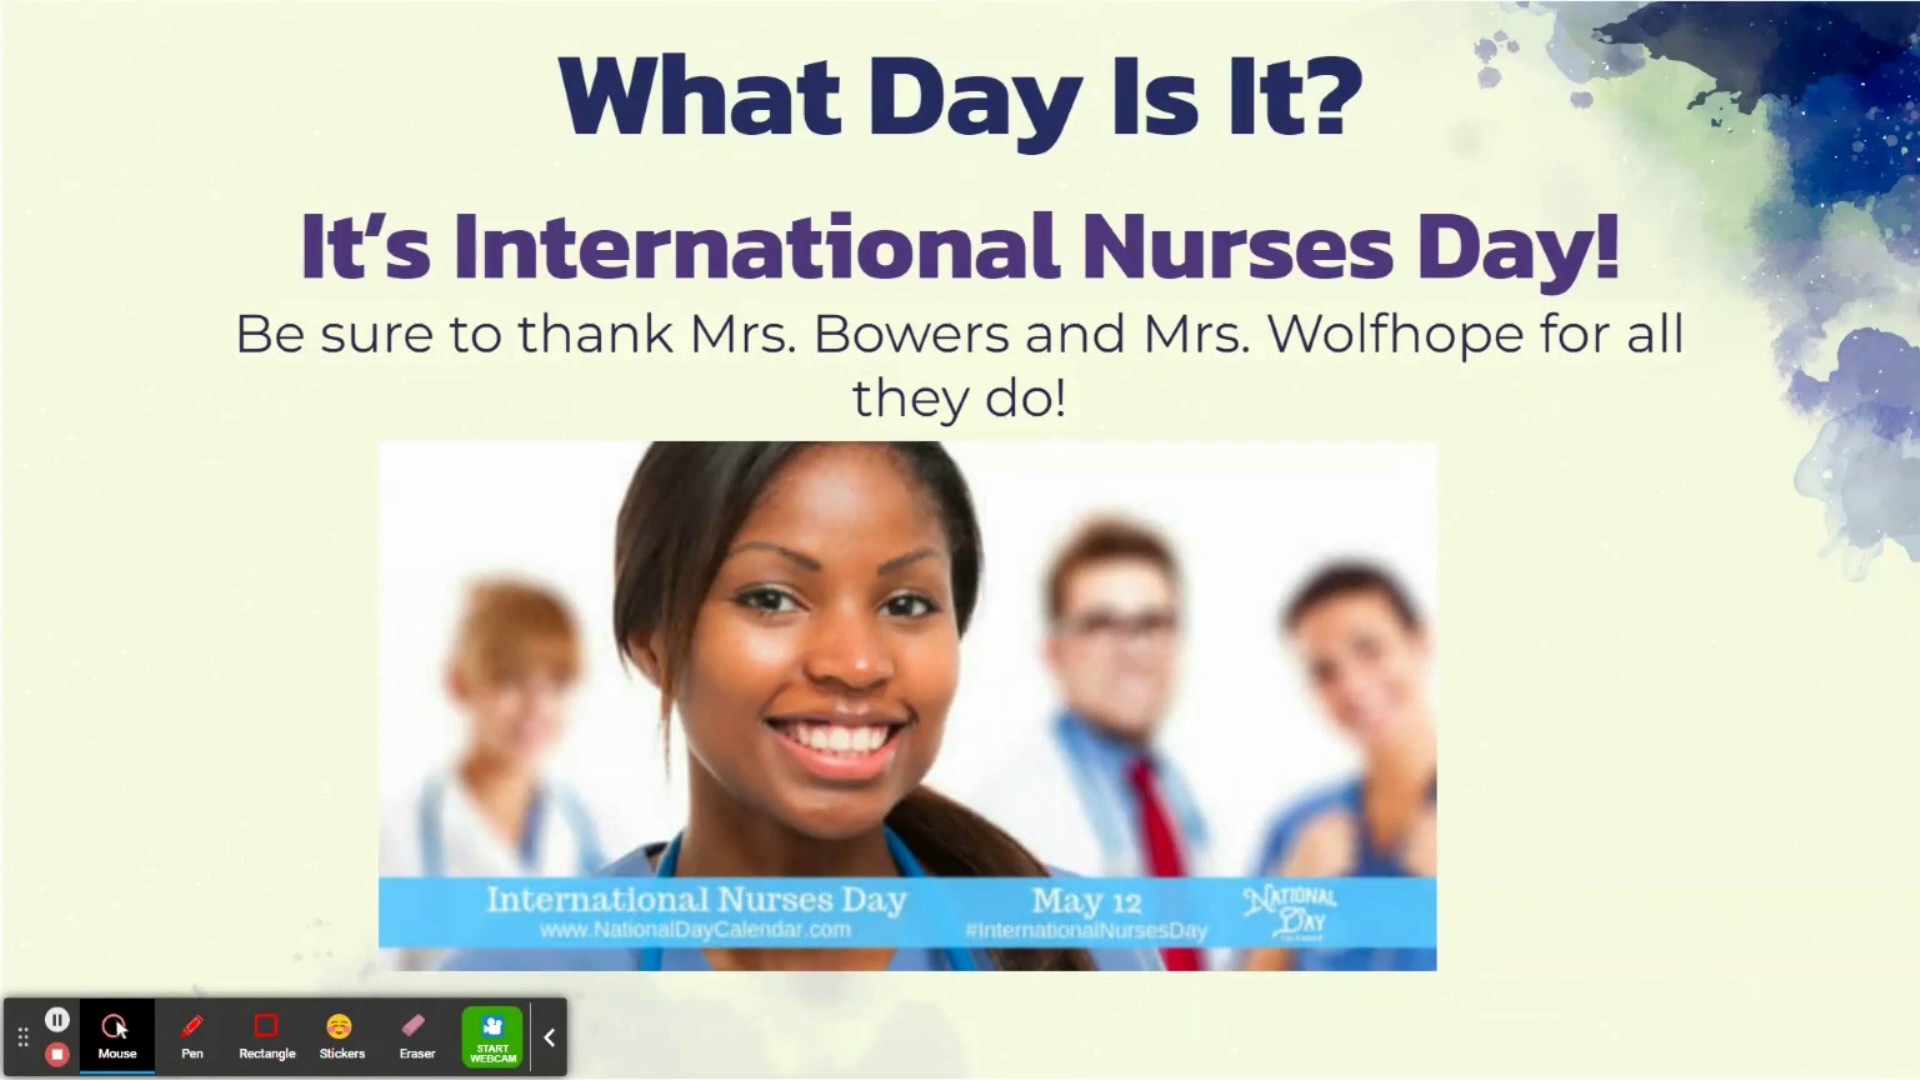 What Day Is It?
It's International Nurses Day!
Be sure to thank Mrs. Bowers and Mrs. Wolfhope for all
they do!
International Nurses Day
www.NationalDayCalendar.com
May 12
#InternationalNursesDay
NATIONAL
DAY
CALENDAR
Mouse
Pen
Rectangle
Stickers
Eraser
START
WEBCAM